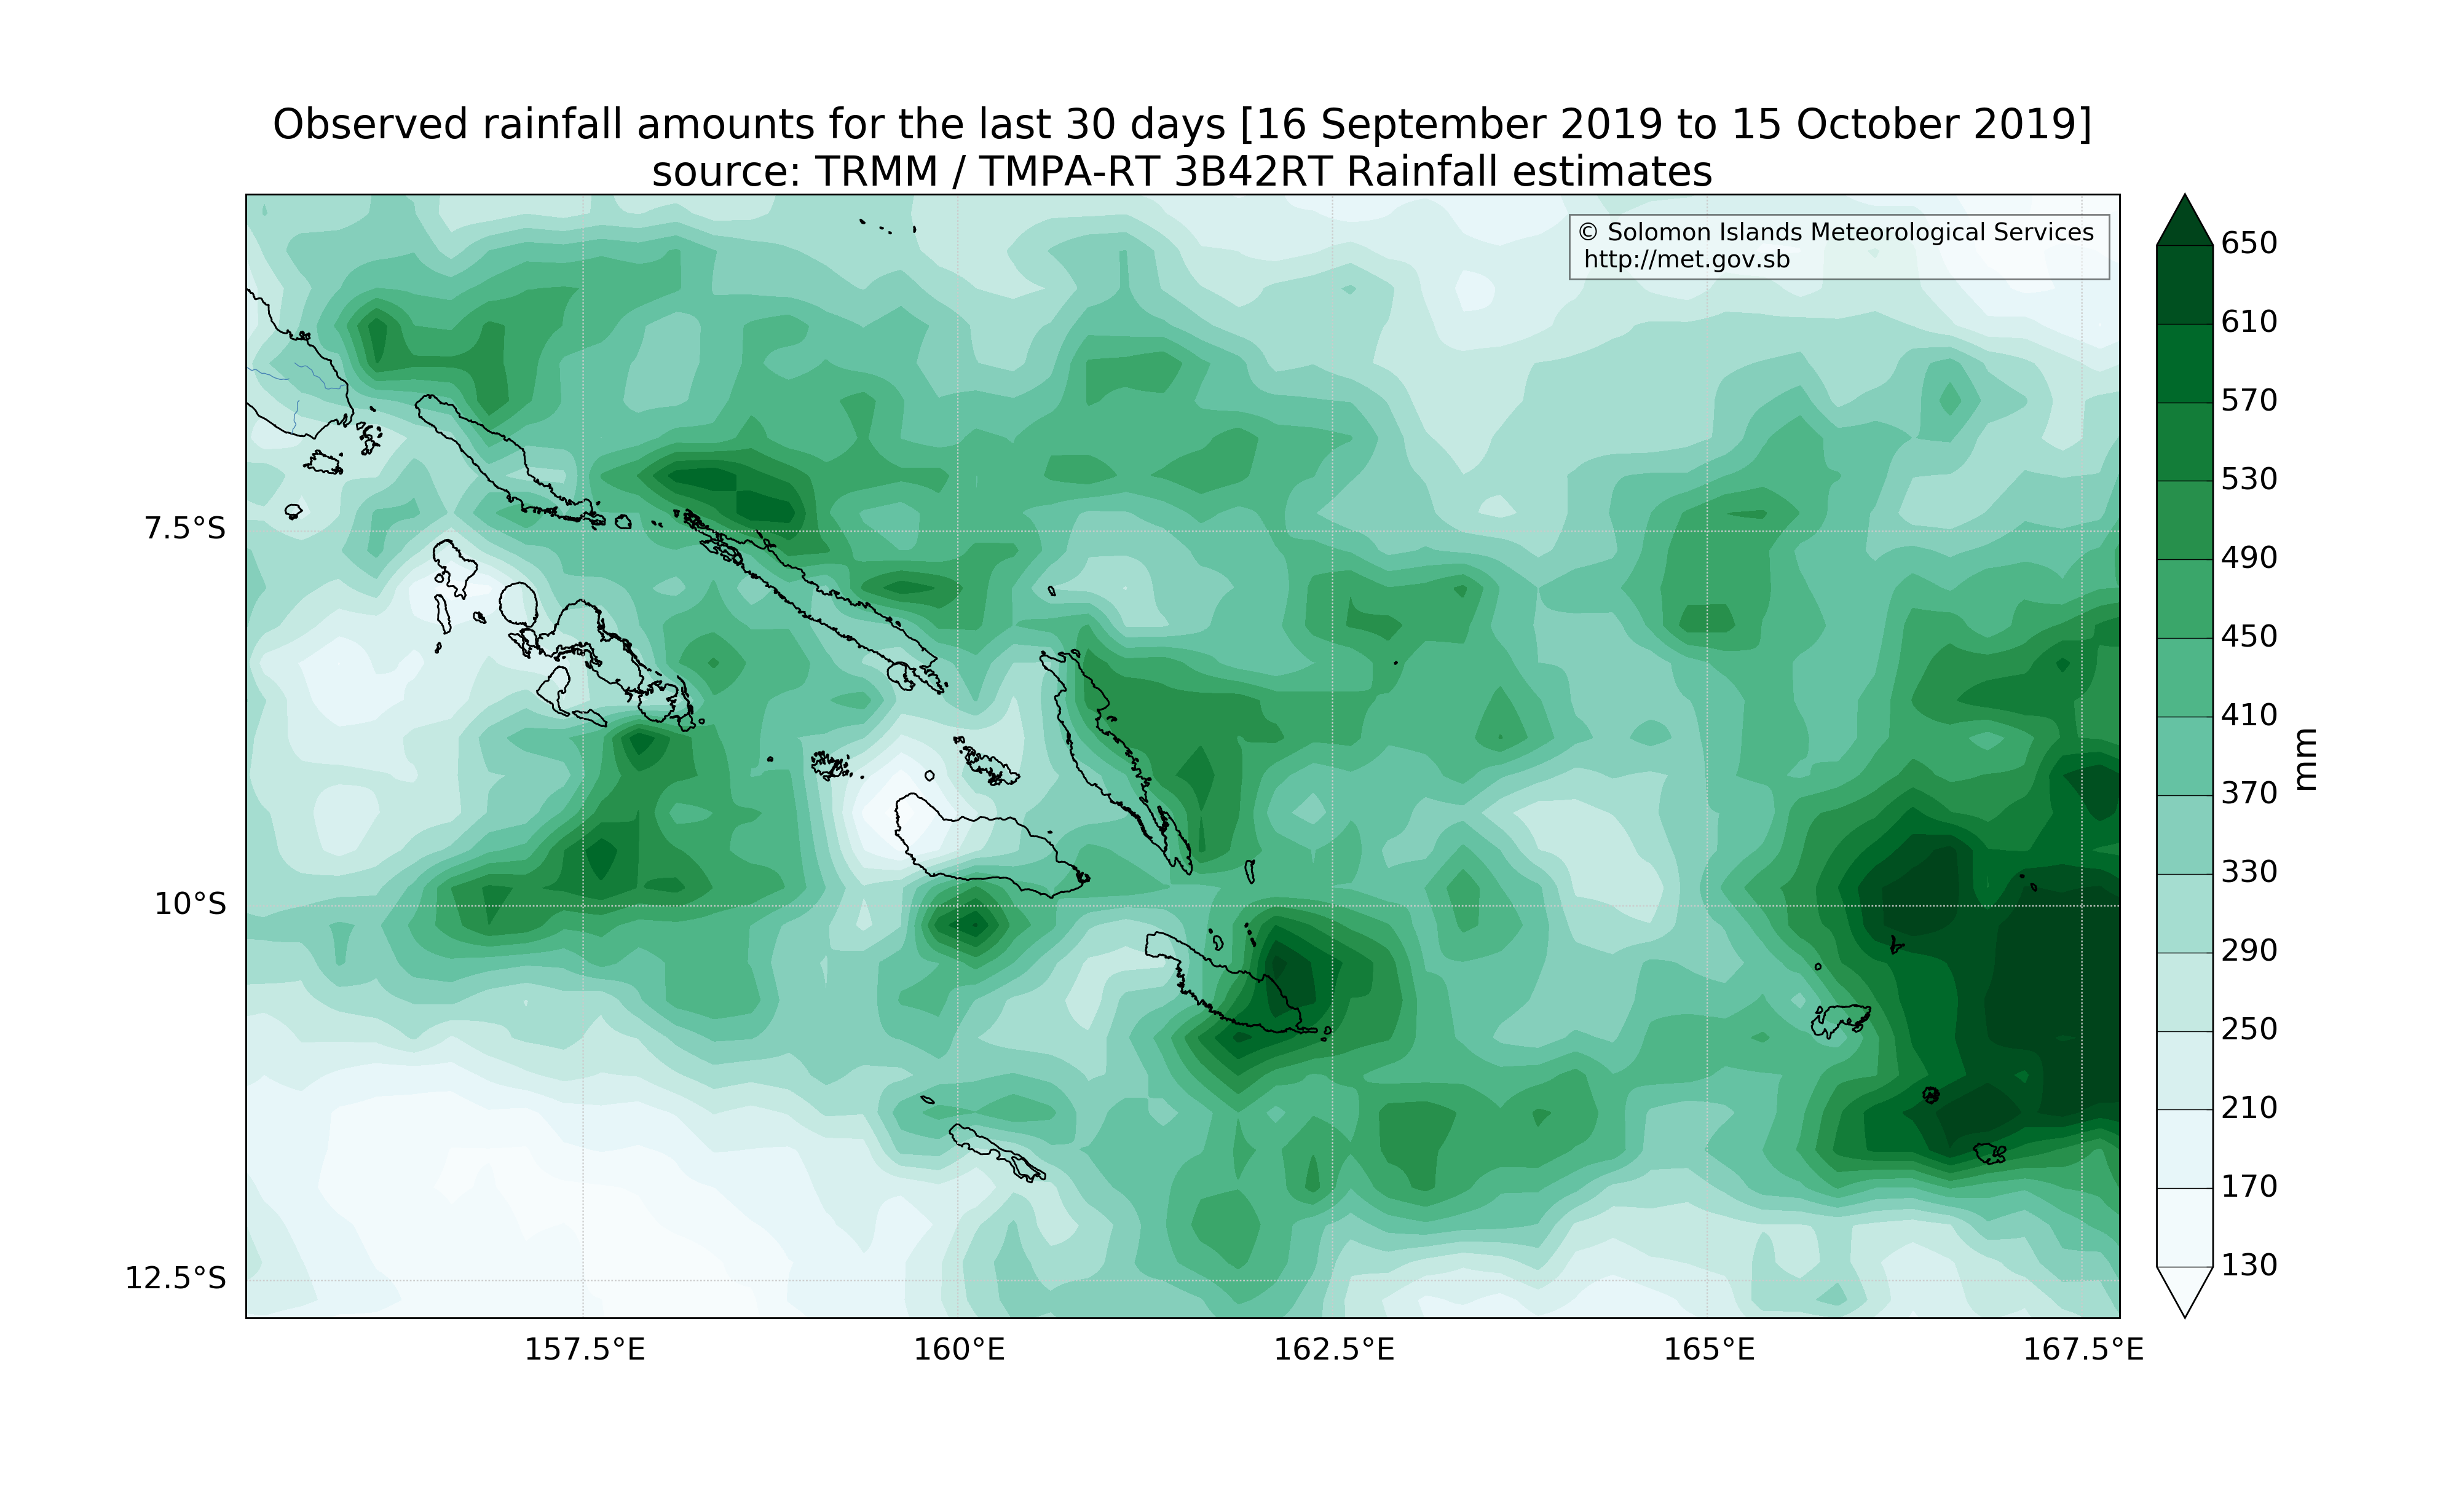 Observed rainfall amounts for the last 30 days [16 September 2019 to 15 October 2019]
source: TRMM / TMPA-RT 3B42RT Rainfall estimates
© Solomon Islands Meteorological Services
http://met.gov.sb
7.5°S
10°S
12.5°S
157.5°E
160°E
162.5°E
165°E
167.5°E
650
610
570
530
490
450
410
370
330
290
250
210
170
130
mm